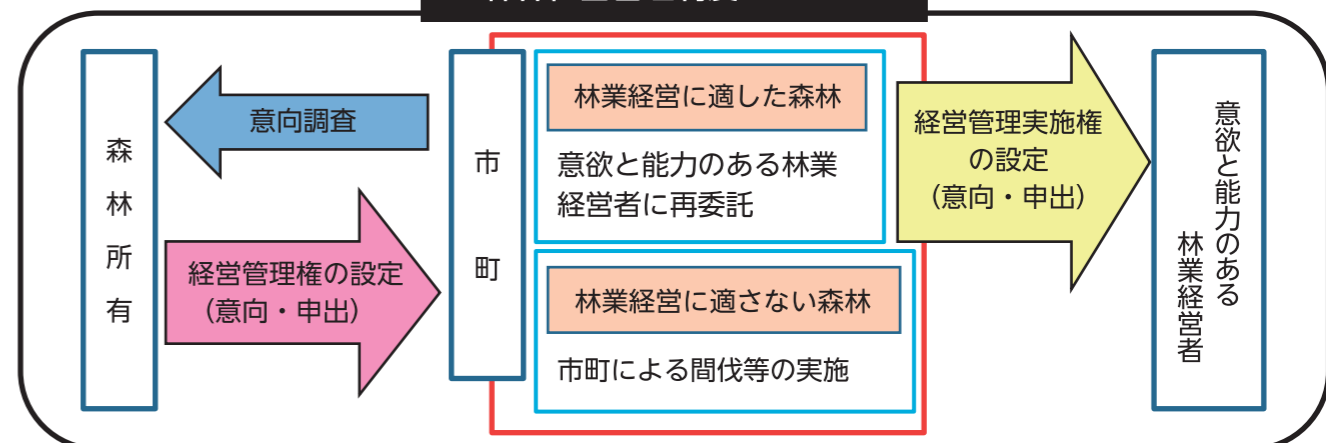 森林所有
意向調査
経営管理権の設定
（意向・申出）
市町
林業経営に適した森林
意欲と能力のある林業
経営者に再委託
林業経営に適さない森林
市町による間伐等の実施
経営管理実施権
の設定
（意向・申出）
意欲と能力のある
林業経営者